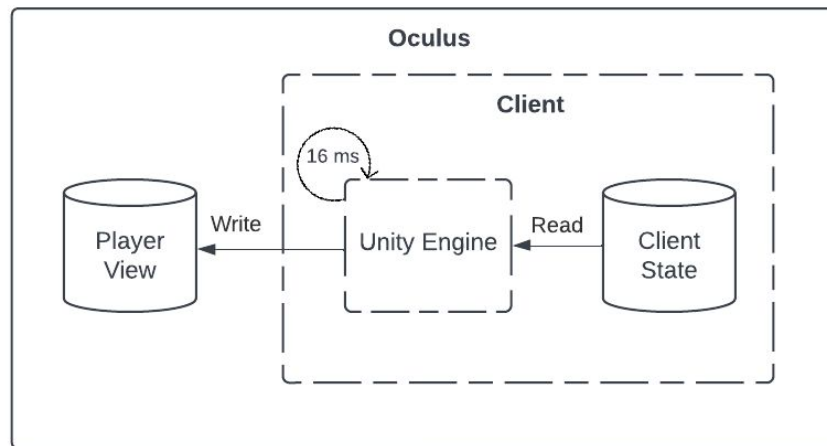 Oculus
Client
16 ms
Player
View
Write
Unity Engine
Read
Client
State